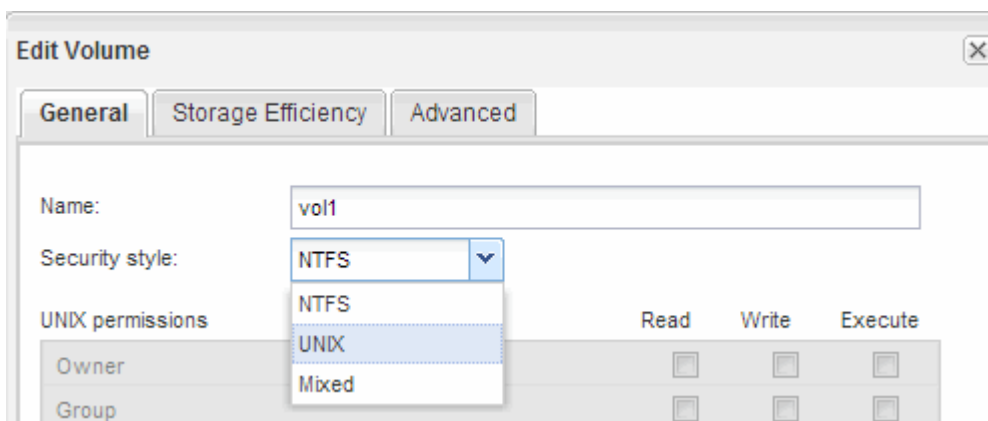 Edit Volume
General Storage Efficiency Advanced
Name: vol1
Security style: NTFS
NTFS
UNIX permissions Read Write Execute
UNIX
Owner
Mixed
Group